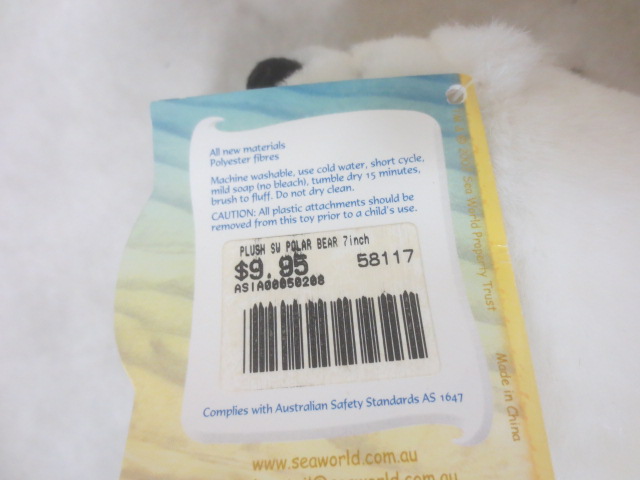 All new materials
Polyester fibres
Machine washable, use cold water, short cycle,
mild soap (no bleach), tumble dry 15 minutes,
brush to fluff. Do not dry clean.
CAUTION: All plastic attachments should be
removed from this toy prior to a child's use.
PLUSH SW POLAR BEAR 7inch
$9.95 58117
ASIA00050208
Complies with Australian Safety Standards AS 1647
www.seaworld.com.au
Sea World Property Trust
Made in China